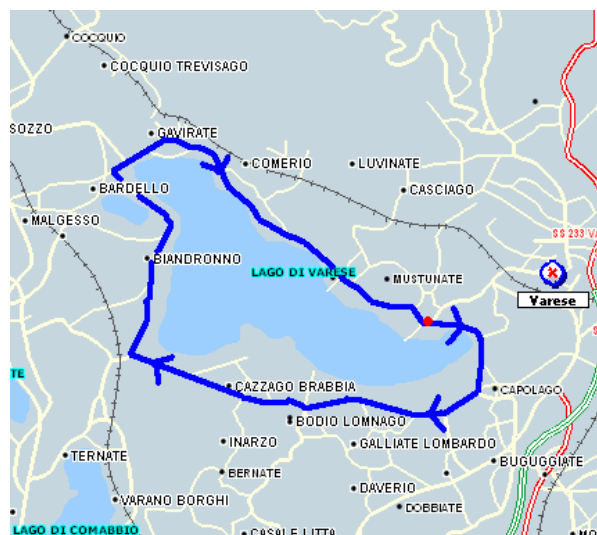 COCQUIO
COCQUIO TREVISAGO
SOZZO
GAVIRATE
COMERIO
LUVINATE
BARDELLO
CASCIAGO
MALGESSO
SS 233 VA
BIANDRONNO
LAGO DI VARESE
MUSTUNATE
Varese
TE
CAZZAGO BRABBIA
CAPOLAGO
BODIO LOMNAGO
INARZO
GALLIATE LOMBARDO
TERNATE
BUGUGGIATE
BERNATE
DAVERIO
VARANO BORGHI
DOBBIATE
LAGO DI COMABBIO
CASALE LITTA
MO